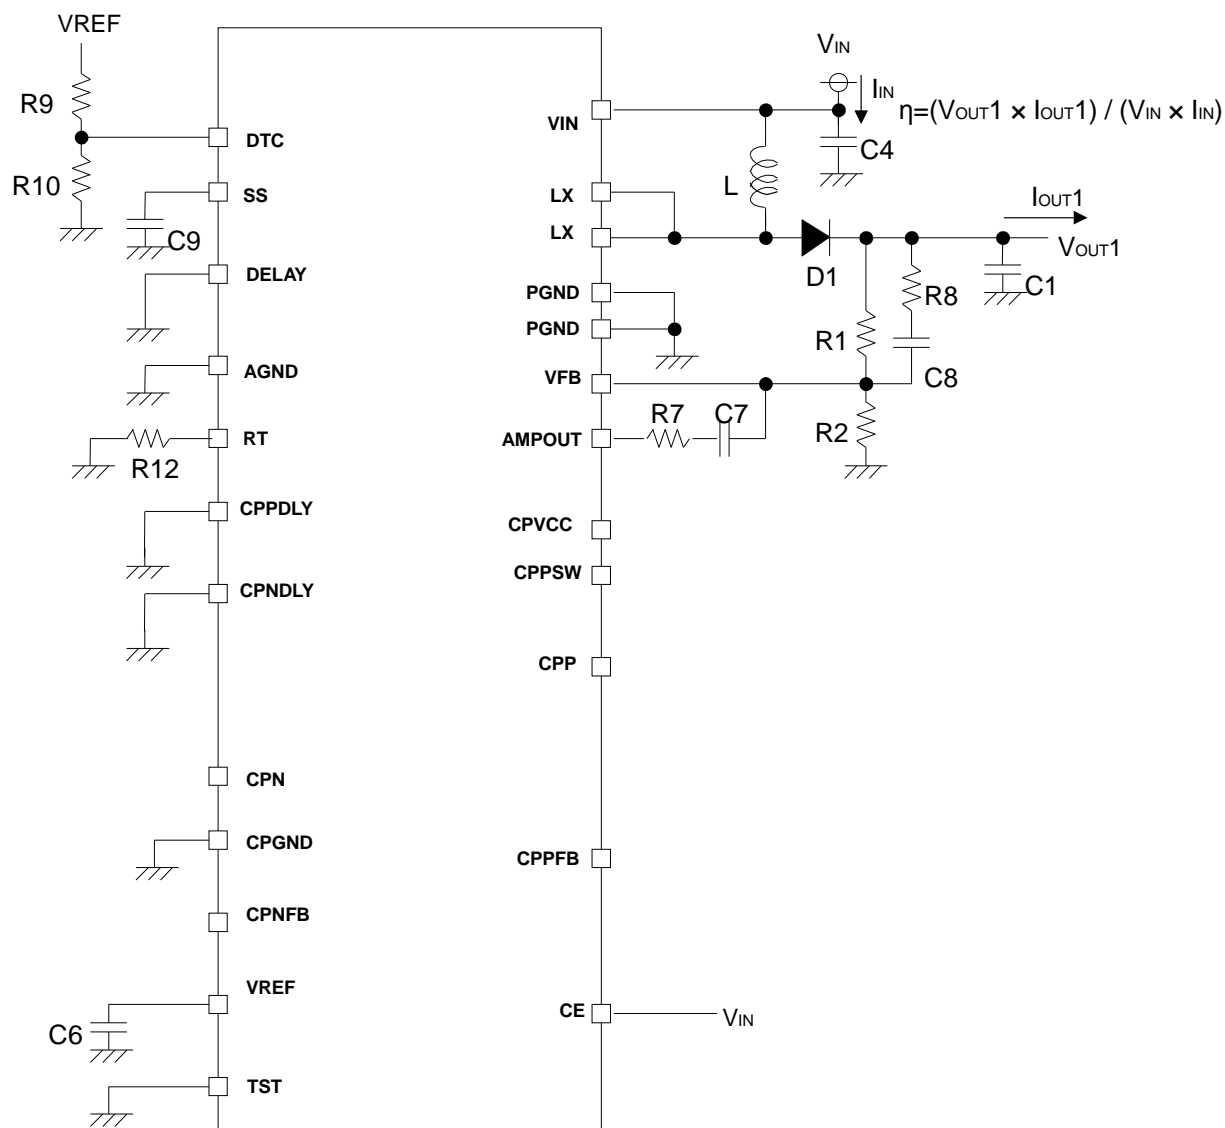 VREF
R9
R10
C9
R12
C6
DTC
SS
DELAY
AGND
RT
CPPDLY
CPNDLY
CPN
CPGND
CPNFB
VREF
TST
VIN
LX
LX
PGND
PGND
VFB
AMPOUT
CPVCC
CPPSW
CPP
CPPFB
CE
VIN
IIN
η=(VOUT1 × IOUT1) / (VIN × IIN)
C4
L
IOUT1
VOUT1
D1
C1
R8
R1
C8
R7
C7
R2
VIN